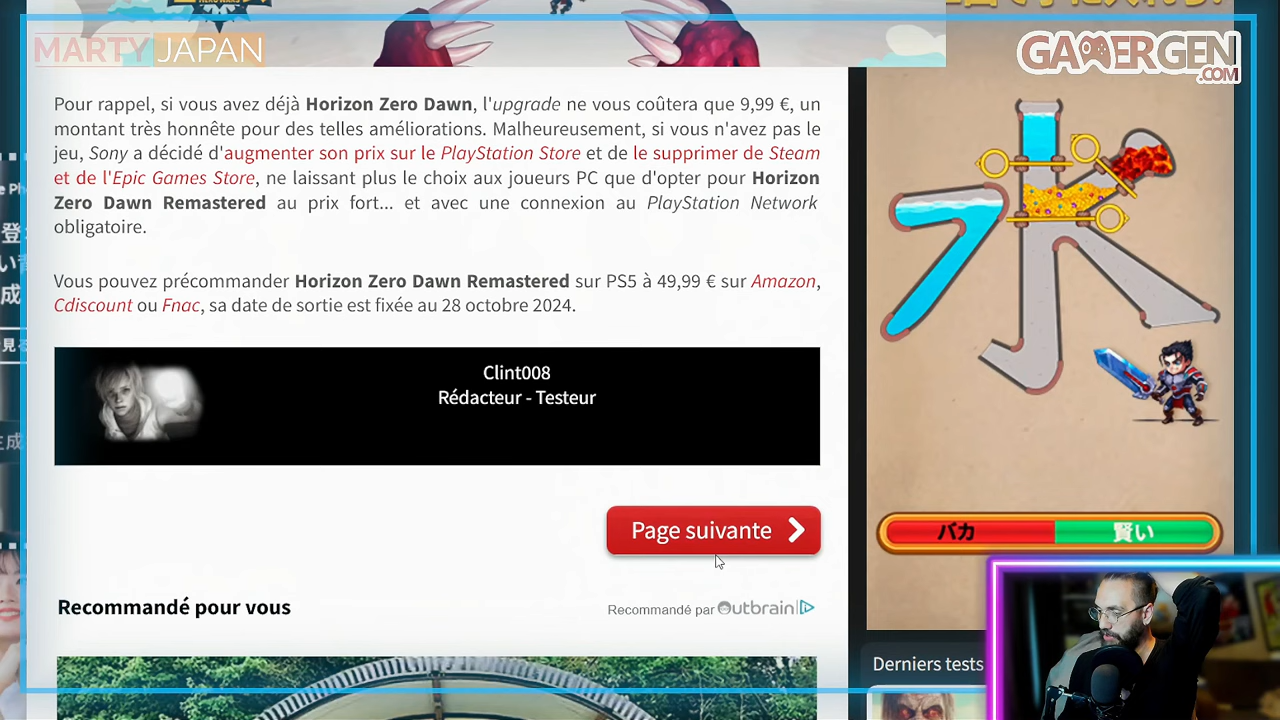 MARTY JAPAN
GAMERGEN
.COM
Pour rappel, si vous avez déjà Horizon Zero Dawn, l'upgrade ne vous coûtera que 9,99 €, un
montant très honnête pour des telles améliorations. Malheureusement, si vous n'avez pas le
jeu, Sony a décidé d'augmenter son prix sur le PlayStation Store et de le supprimer de Steam
et de l'Epic Games Store, ne laissant plus le choix aux joueurs PC que d'opter pour Horizon
Zero Dawn Remastered au prix fort... et avec une connexion au PlayStation Network
obligatoire.
Vous pouvez précommander Horizon Zero Dawn Remastered sur PS5 à 49,99 € sur Amazon,
Cdiscount ou Fnac, sa date de sortie est fixée au 28 octobre 2024.
Clint008
Rédacteur - Testeur
Page suivante
バカ
賢い
Recommandé pour vous
Recommandé par Outbrain
Derniers tests